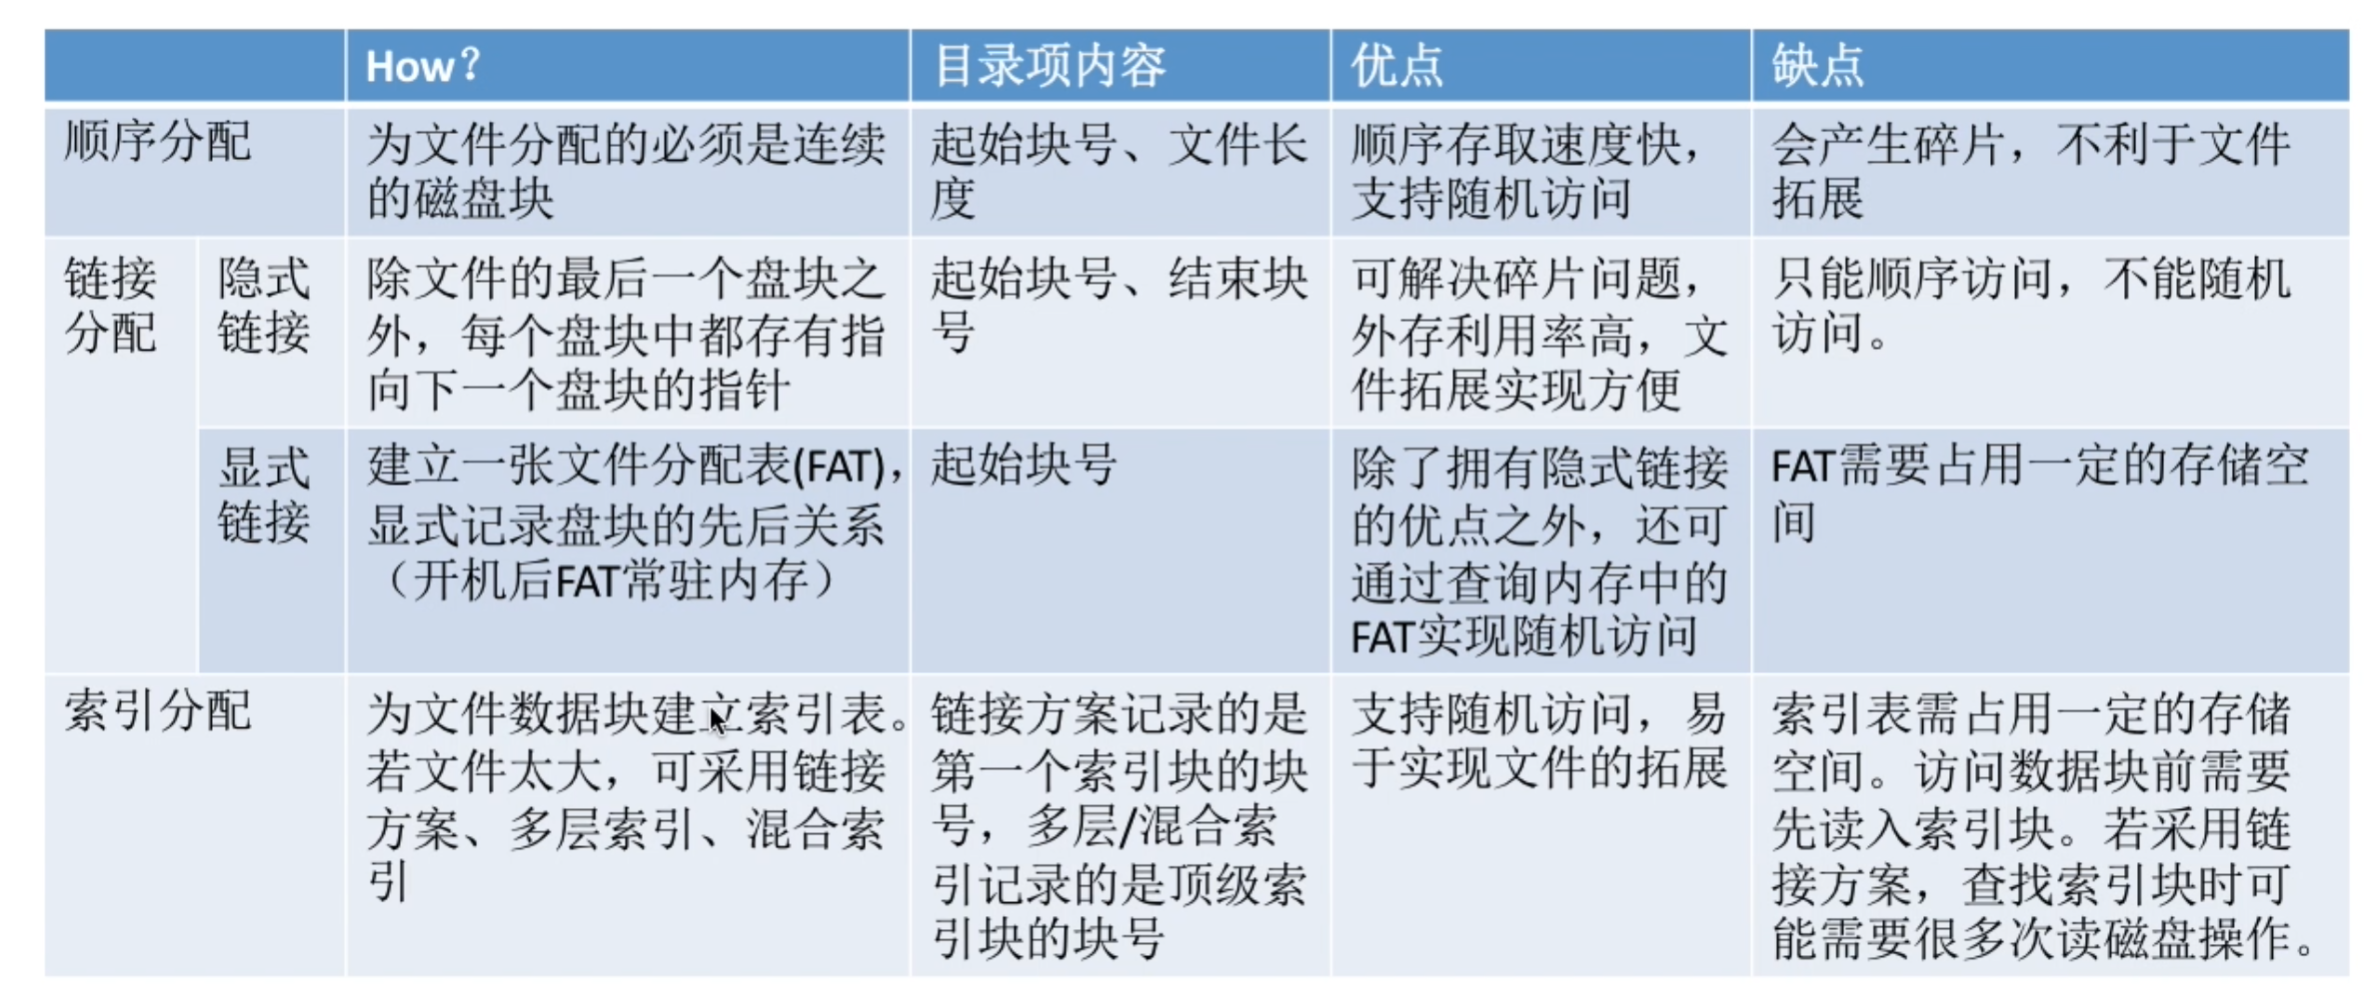 How?
目录项内容
优点
缺点
顺序分配
为文件分配的必须是连续
的磁盘块
起始块号、文件长
度
顺序存取速度快，
支持随机访问
会产生碎片，不利于文件
拓展
链接
分配
隐式
链接
除文件的最后一个盘块之
外，每个盘块中都存有指
向下一个盘块的指针
起始块号、结束块
号
可解决碎片问题，
外存利用率高，文
件拓展实现方便
只能顺序访问，不能随机
访问。
显式
链接
建立一张文件分配表(FAT)，
显式记录盘块的先后关系
（开机后FAT常驻内存）
起始块号
除了拥有隐式链接
的优点之外，还可
通过查询内存中的
FAT实现随机访问
FAT需要占用一定的存储空
间
索引分配
为文件数据块建立索引表。
若文件太大，可采用链接
方案、多层索引、混合索
引
链接方案记录的是
第一个索引块的块
号，多层/混合索
引记录的是顶级索
引块的块号
支持随机访问，易
于实现文件的拓展
索引表需占用一定的存储
空间。访问数据块前需要
先读入索引块。若采用链
接方案，查找索引块时可
能需要很多次读磁盘操作。